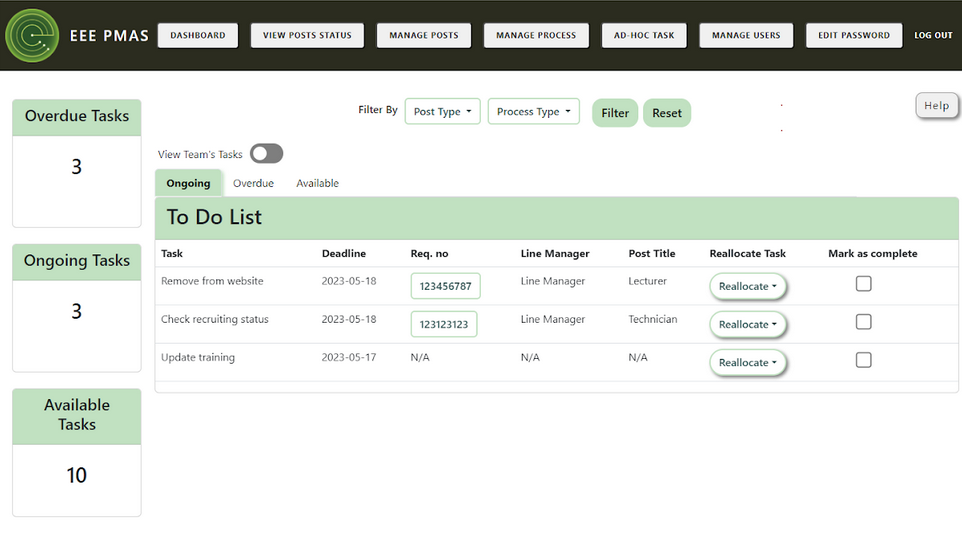 EEE PMAS DASHBOARD VIEW POSTS STATUS MANAGE POSTS MANAGE PROCESS AD-HOC TASK MANAGE USERS EDIT PASSWORD LOG OUT
Overdue Tasks
3
Ongoing Tasks
3
Available
Tasks
10
Filter By Post Type Process Type Filter Reset Help
View Team's Tasks
Ongoing Overdue Available
To Do List
Task Deadline Req. no Line Manager Post Title Reallocate Task Mark as complete
Remove from website 2023-05-18 123456787 Line Manager Lecturer Reallocate
Check recruiting status 2023-05-18 123123123 Line Manager Technician Reallocate
Update training 2023-05-17 N/A N/A N/A Reallocate